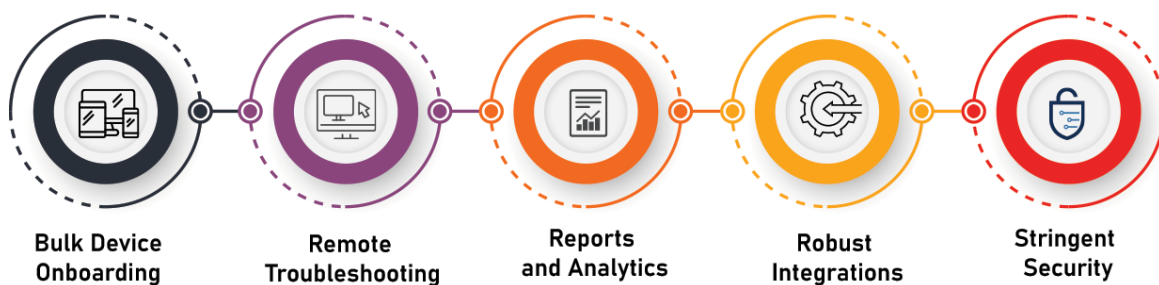 Bulk Device
Onboarding
Remote
Troubleshooting
Reports
and Analytics
Robust
Integrations
Stringent
Security